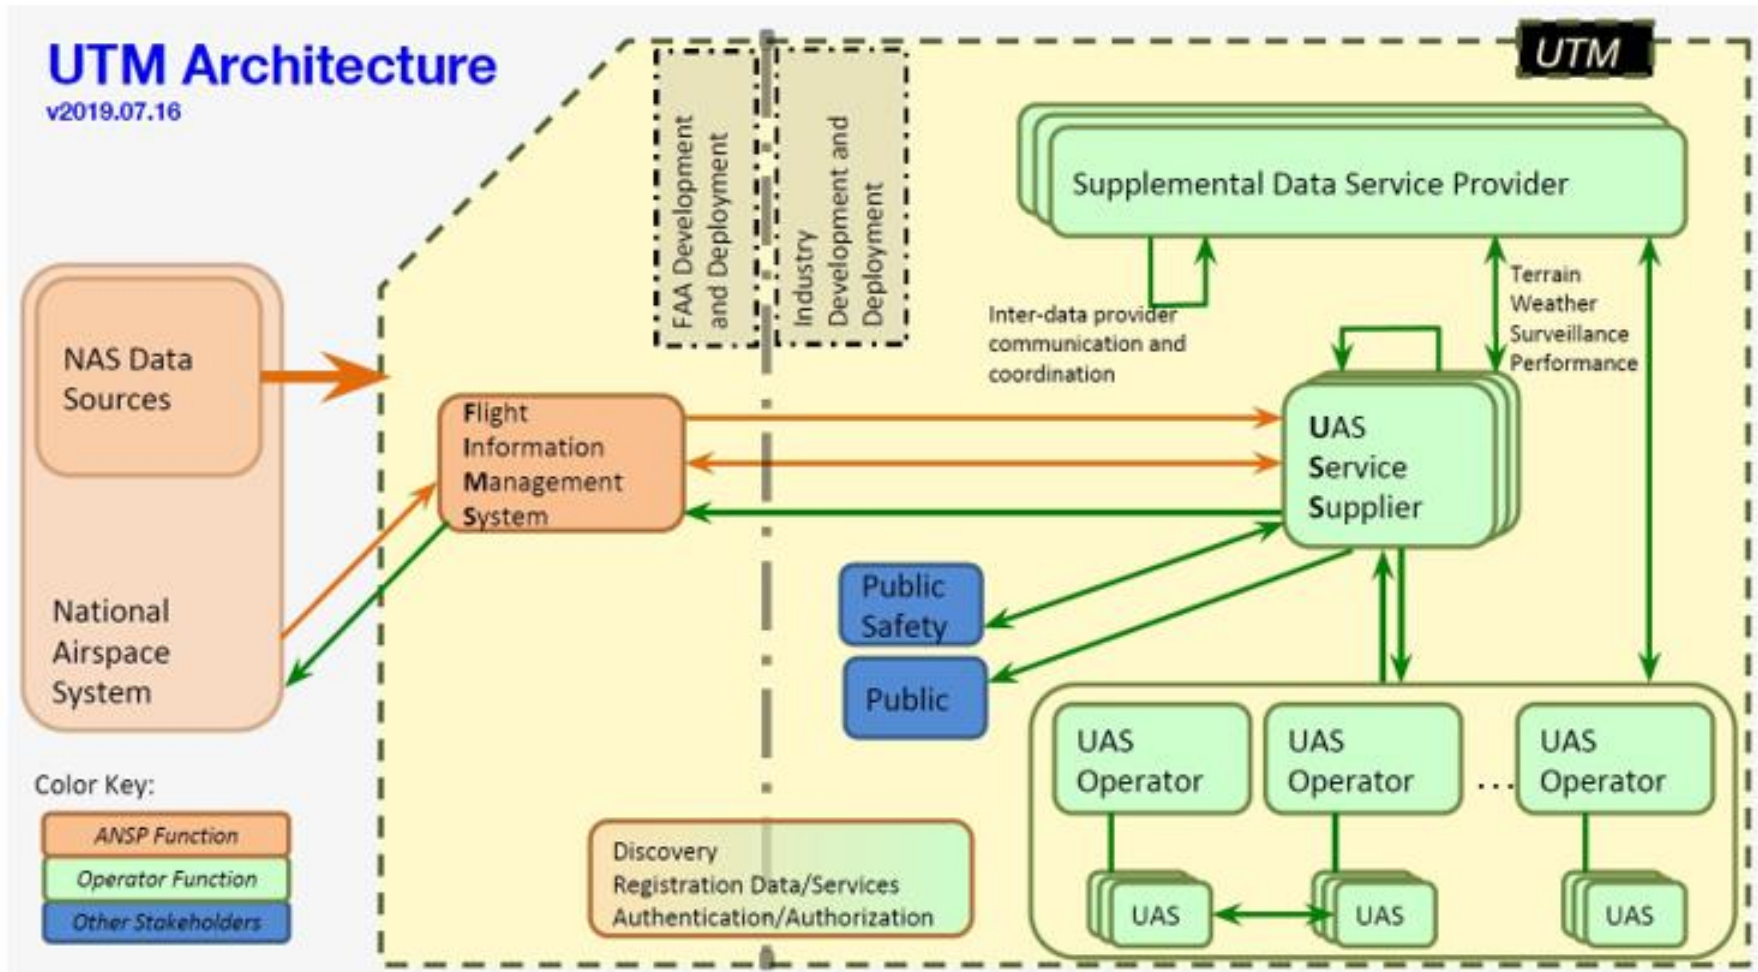 UTM Architecture
v2019.07.16
UTM
FAA Development
and Deployment
Industry
Development and
Deployment
Supplemental Data Service Provider
Inter-data provider
communication and
coordination
Terrain
Weather
Surveillance
Performance
NAS Data
Sources
National
Airspace
System
Flight
Information
Management
System
UAS
Service
Supplier
Public
Safety
Public
UAS
Operator
UAS
Operator
...
UAS
Operator
UAS
UAS
UAS
Discovery
Registration Data/Services
Authentication/Authorization
Color Key:
ANSP Function
Operator Function
Other Stakeholders